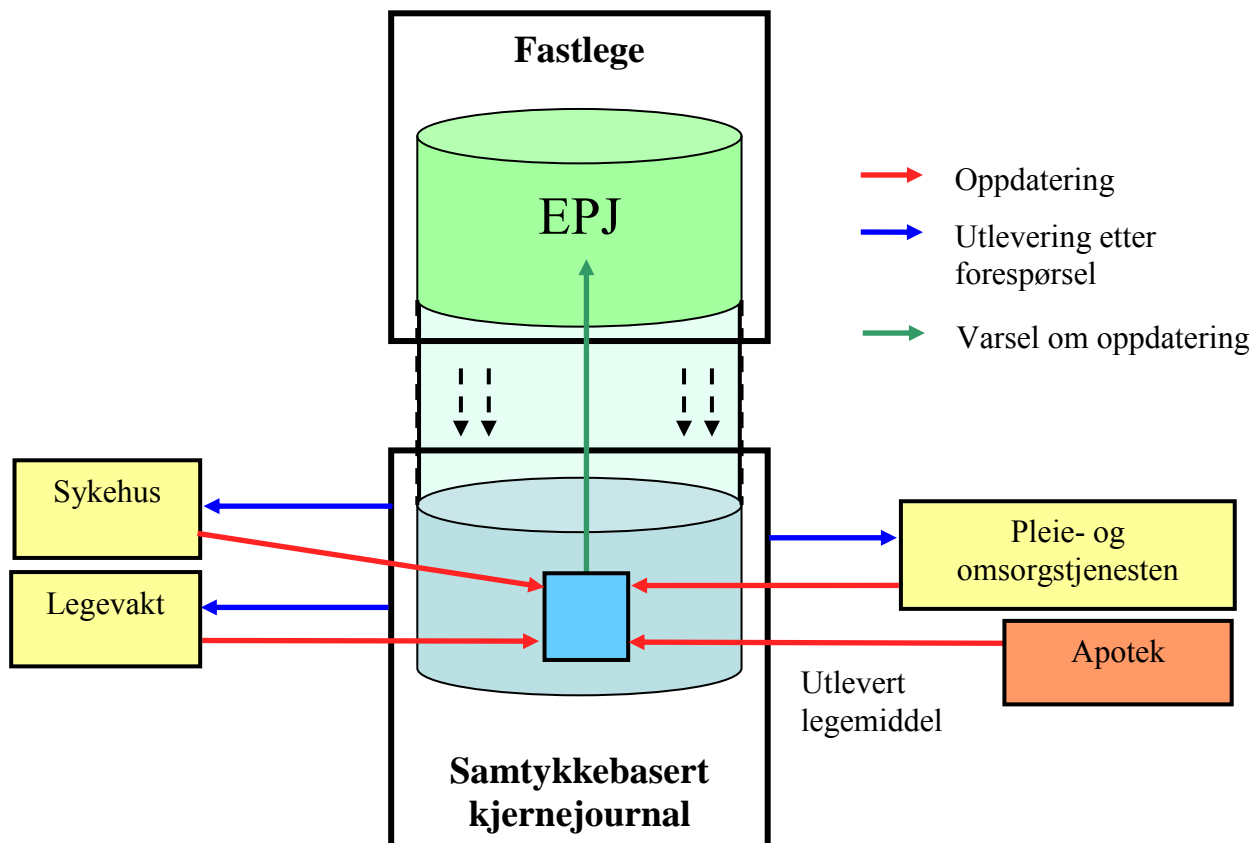 Fastlege
EPJ
Oppdatering
Utlevering etter
forespørsel
Varsel om oppdatering
Sykehus
Legevakt
Pleie- og
omsorgstjenesten
Apotek
Utlevert
legemiddel
Samtykkebasert
kjernejournal